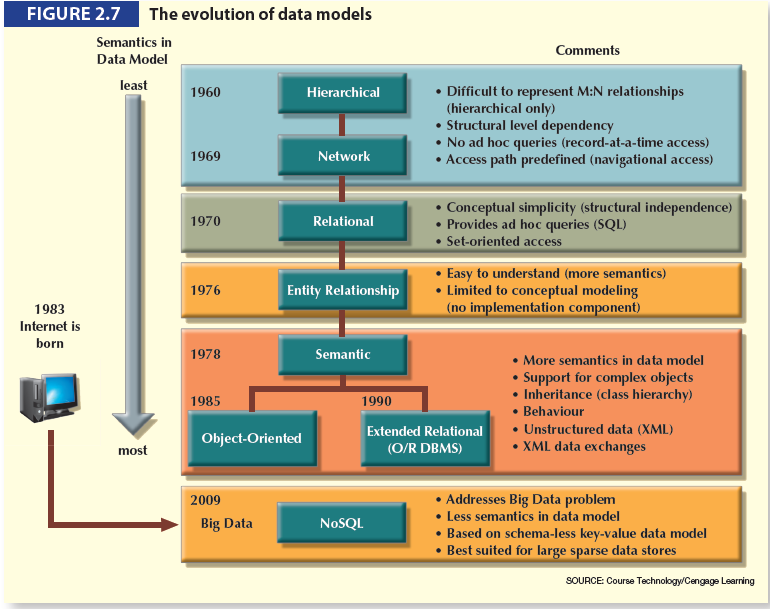 FIGURE 2.7 The evolution of data models
Semantics in
Data Model
least
most
1983
Internet is
born
Comments
1960 Hierarchical
1969 Network
• Difficult to represent M:N relationships
(hierarchical only)
• Structural level dependency
• No ad hoc queries (record-at-a-time access)
• Access path predefined (navigational access)
1970 Relational
• Conceptual simplicity (structural independence)
• Provides ad hoc queries (SQL)
• Set-oriented access
1976 Entity Relationship
• Easy to understand (more semantics)
• Limited to conceptual modeling
(no implementation component)
1978 Semantic
1985
Object-Oriented
1990
Extended Relational
(O/R DBMS)
• More semantics in data model
• Support for complex objects
• Inheritance (class hierarchy)
• Behaviour
• Unstructured data (XML)
• XML data exchanges
2009
Big Data NoSQL
• Addresses Big Data problem
• Less semantics in data model
• Based on schema-less key-value data model
• Best suited for large sparse data stores
SOURCE: Course Technology/Cengage Learning